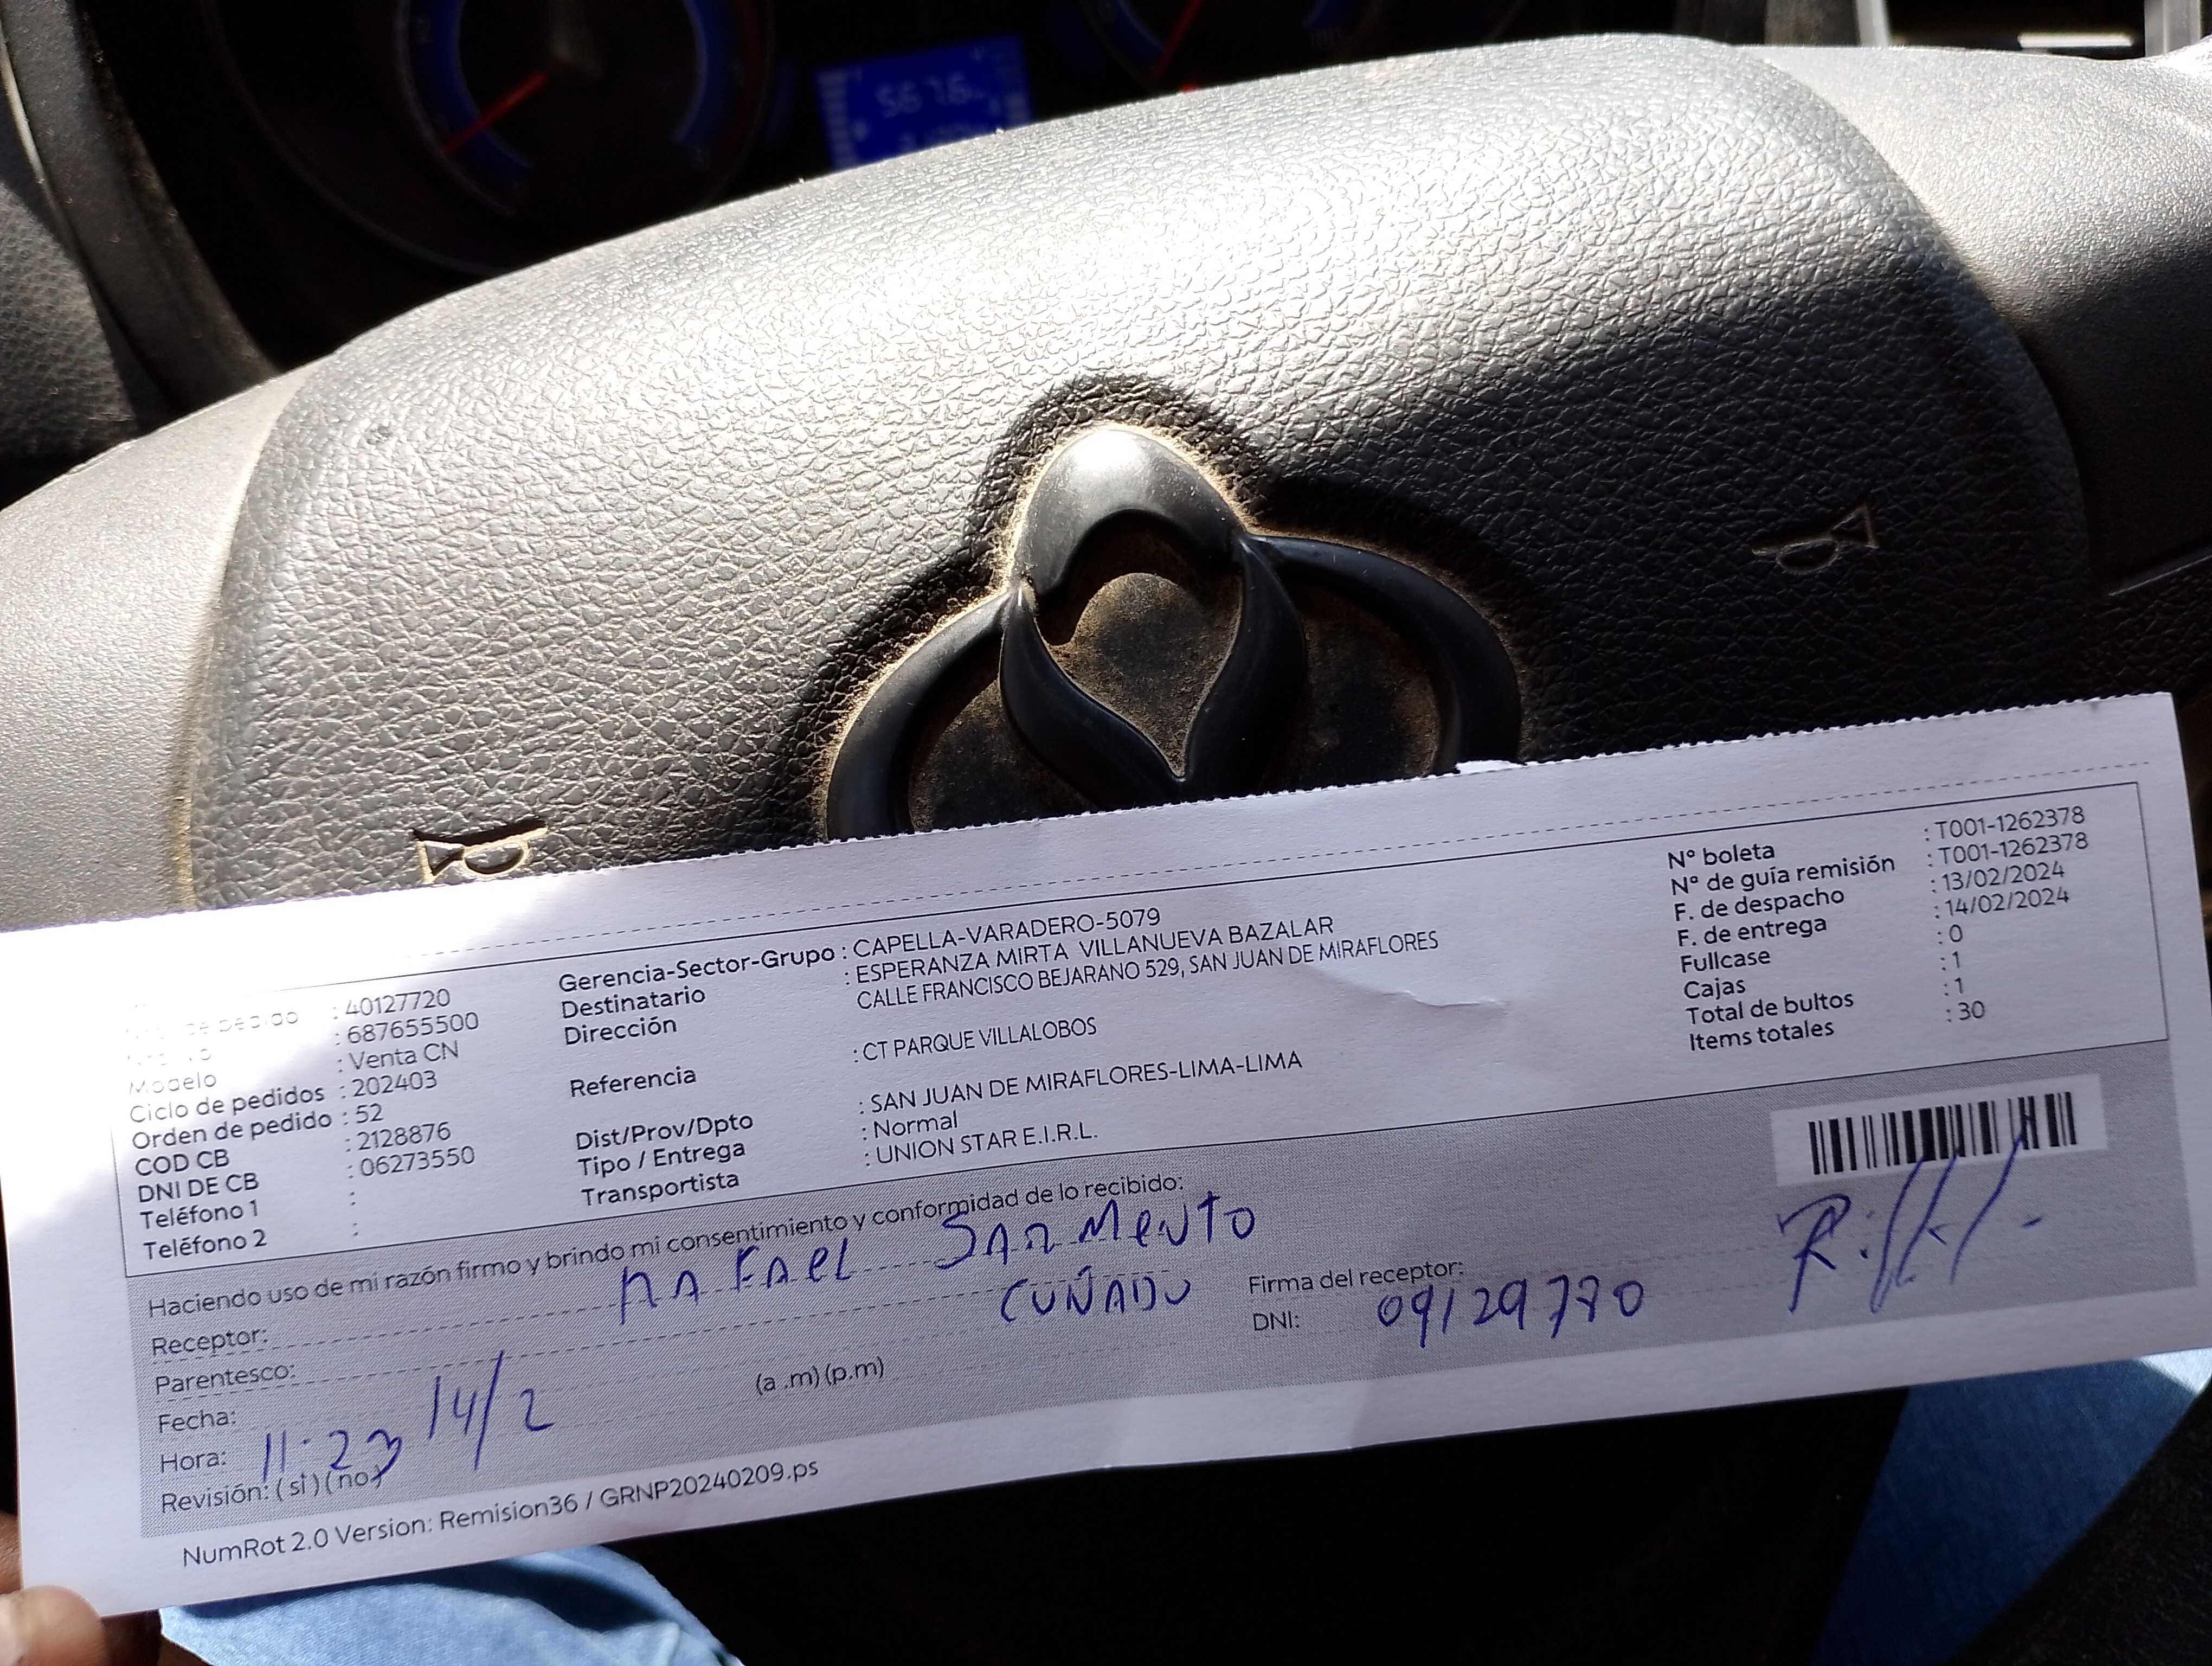 : 40127720
: 687655500
Modelo : Venta CN
Ciclo de pedidos : 202403
Orden de pedido : 52
COD CB : 2128876
DNI DE CB : 06273550
Teléfono 1 :
Teléfono 2 :
Gerencia-Sector-Grupo : CAPELLA-VARADERO-5079
Destinatario : ESPERANZA MIRTA VILLANUEVA BAZALAR
Dirección CALLE FRANCISCO BEJARANO 529, SAN JUAN DE MIRAFLORES
Referencia : CT PARQUE VILLALOBOS
Dist/Prov/Dpto : SAN JUAN DE MIRAFLORES-LIMA-LIMA
Tipo / Entrega : Normal
Transportista : UNION STAR E.I.R.L.
N° boleta : T001-1262378
N° de guía remisión : T001-1262378
F. de despacho : 13/02/2024
F. de entrega : 14/02/2024
Fullcase : 0
Cajas : 1
Total de bultos : 1
Items totales : 30
Haciendo uso de mi razón firmo y brindo mi consentimiento y conformidad de lo recibido:
Receptor: RAFAEL SARMENTO
Parentesco: CUÑADO
Fecha: 14/2
Hora: 11:23 (a .m) (p.m)
Revisión: ( si ) ( no )
Firma del receptor:
DNI: 09129770
NumRot 2.0 Version: Remision36 / GRNP20240209.ps